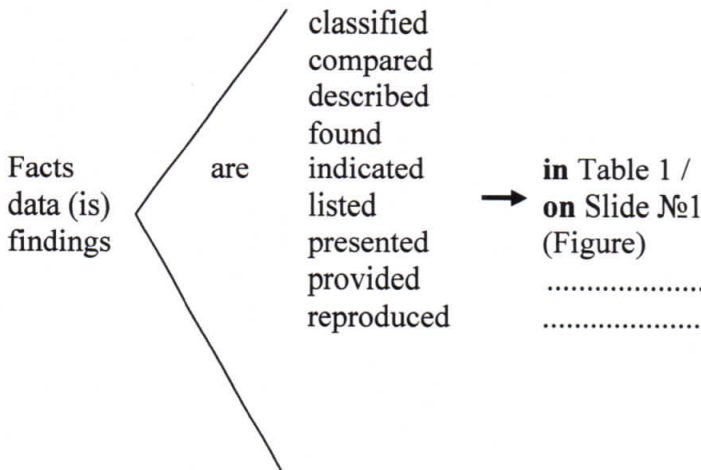 classified
compared
described
found
Facts are indicated in Table 1 /
data (is) listed on Slide №1
findings presented (Figure)
provided ....................
reproduced ....................